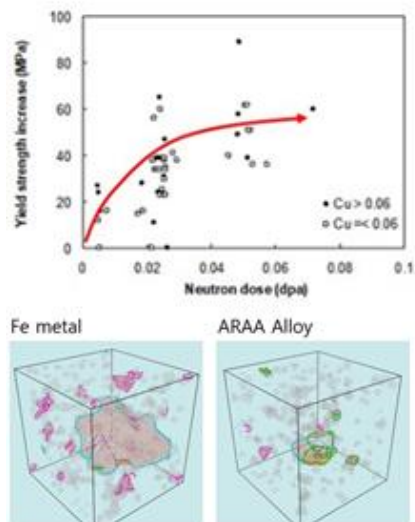 Yield strength increase (MPa)
100
80
60
40
20
0
0
0.02
0.04
0.06
0.08
0.1
Neutron dose (dpa)
Cu > 0.06
Cu =< 0.06
Fe metal
ARAA Alloy